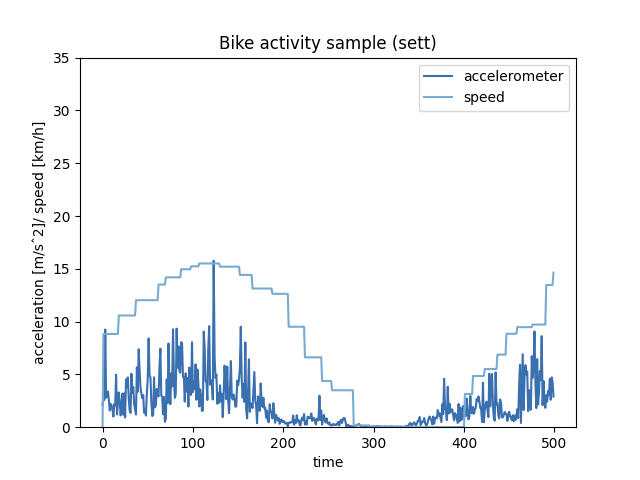 Bike activity sample (sett)
accelerometer
speed
35
30
25
20
15
10
5
0
acceleration [m/s^2]/ speed [km/h]
0
100
200
300
400
500
time